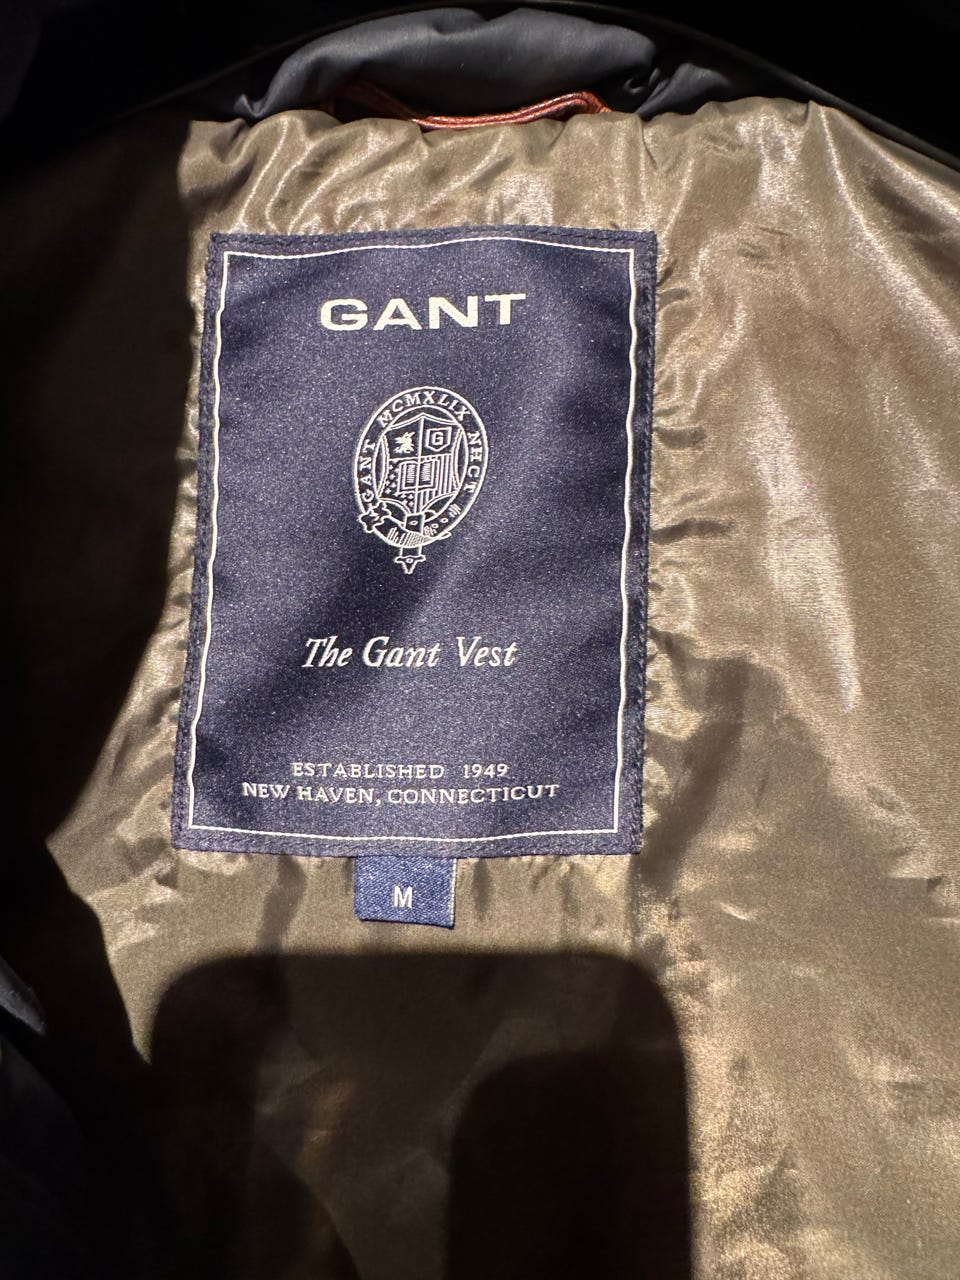 GANT
GANT MCMXLIX NHCT
G
The Gant Vest
ESTABLISHED 1949
NEW HAVEN, CONNECTICUT
M